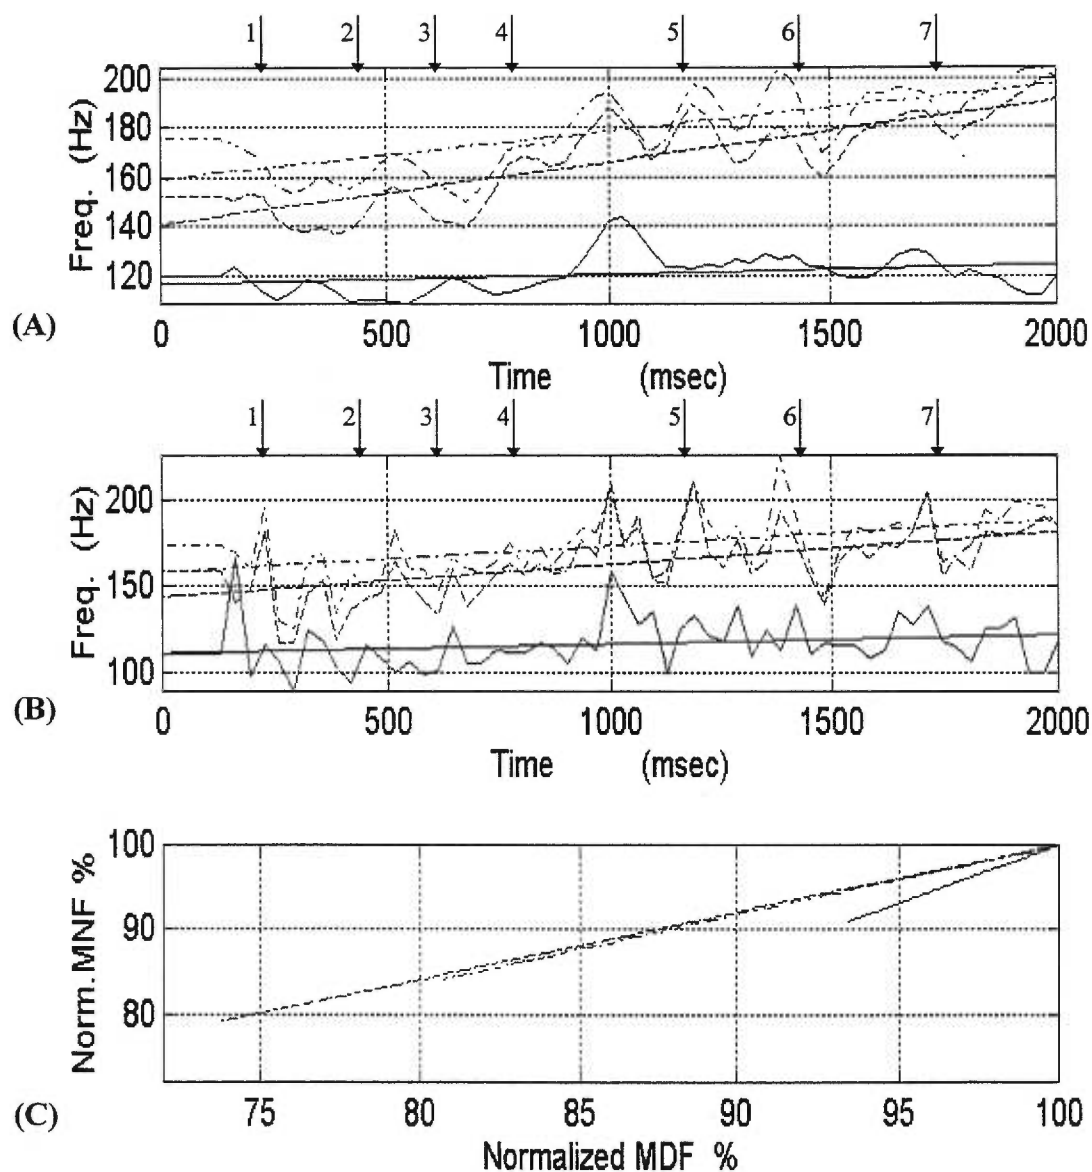 1 2 3 4 5 6 7
200
180
160
140
120
Freq. (Hz)
(A)
0 500 1000 1500 2000
Time (msec)
1 2 3 4 5 6 7
200
150
100
Freq. (Hz)
(B)
0 500 1000 1500 2000
Time (msec)
100
90
80
Norm.MNF %
(C)
75 80 85 90 95 100
Normalized MDF %